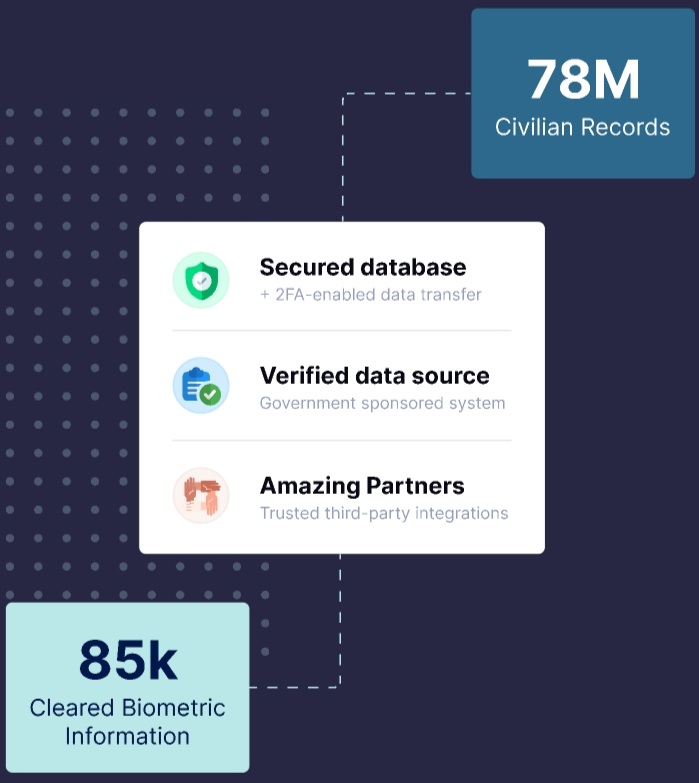 78M
Civilian Records
Secured database
+ 2FA-enabled data transfer
Verified data source
Government sponsored system
Amazing Partners
Trusted third-party integrations
85k
Cleared Biometric
Information